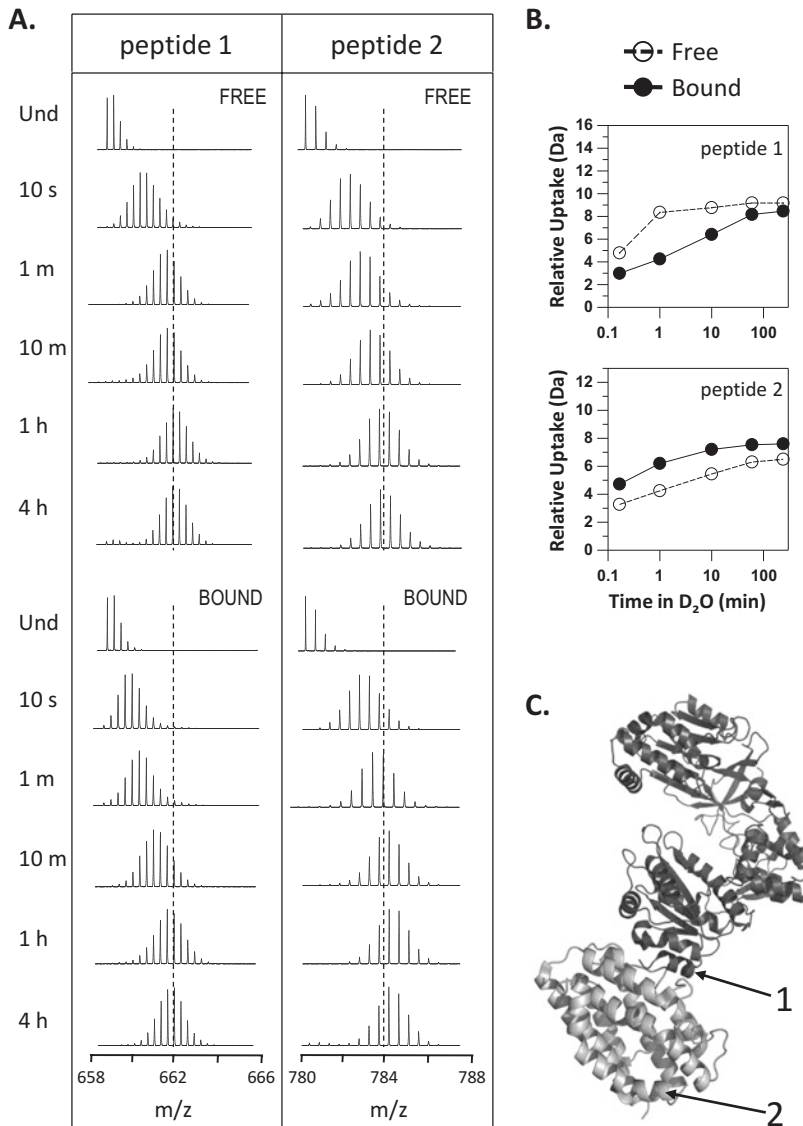 A.
peptide 1 peptide 2
FREE FREE
Und
10 s
1 m
10 m
1 h
4 h
BOUND BOUND
Und
10 s
1 m
10 m
1 h
4 h
658 662 666 780 784 788
m/z m/z
B.
Free
Bound
peptide 1
Relative Uptake (Da)
16
14
12
10
8
6
4
2
0
0.1 1 10 100
peptide 2
Relative Uptake (Da)
12
10
8
6
4
2
0
0.1 1 10 100
Time in D₂O (min)
C.
1
2